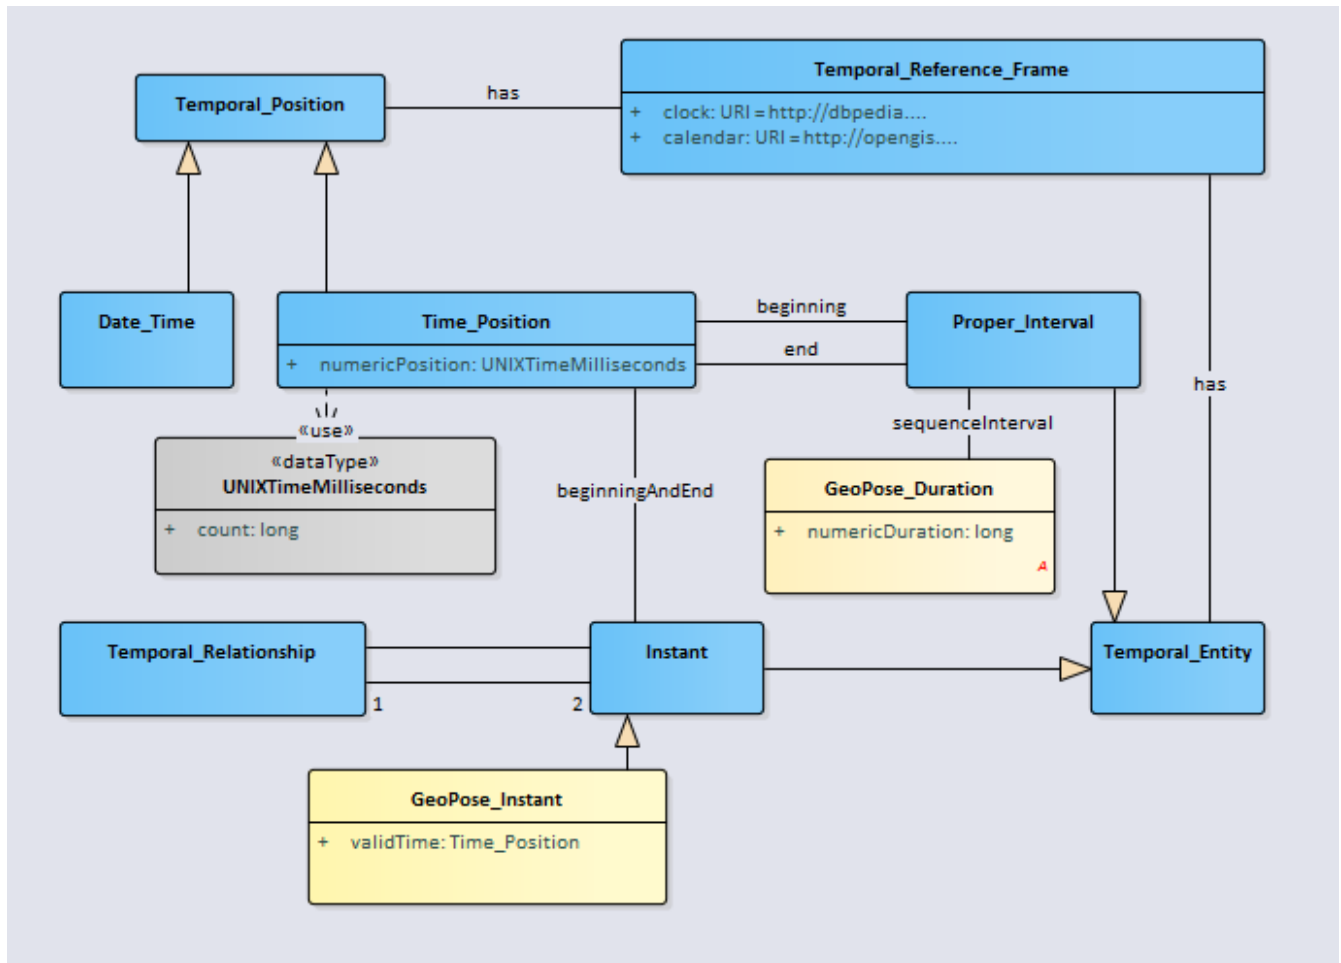 Temporal_Reference_Frame
+ clock: URI = http://dbpedia....
+ calendar: URI = http://opengis....
Temporal_Position
has
Date_Time
Time_Position
+ numericPosition: UNIXTimeMilliseconds
beginning
end
Proper_Interval
has
«use»
«dataType»
UNIXTimeMilliseconds
+ count: long
beginningAndEnd
sequenceInterval
GeoPose_Duration
+ numericDuration: long
A
Temporal_Relationship
1
2
Instant
Temporal_Entity
GeoPose_Instant
+ validTime: Time_Position